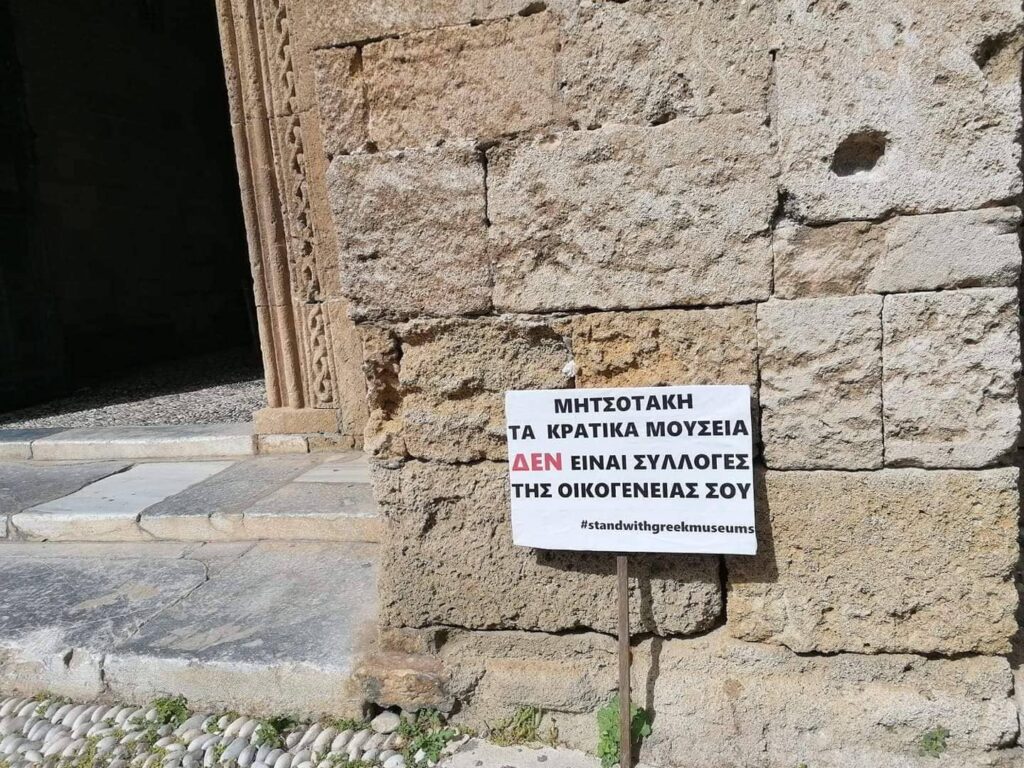 ΜΗΤΣΟΤΑΚΗ
ΤΑ ΚΡΑΤΙΚΑ ΜΟΥΣΕΙΑ
ΔΕΝ ΕΙΝΑΙ ΣΥΛΛΟΓΕΣ
ΤΗΣ ΟΙΚΟΓΕΝΕΙΑΣ ΣΟΥ
#standwithgreekmuseums